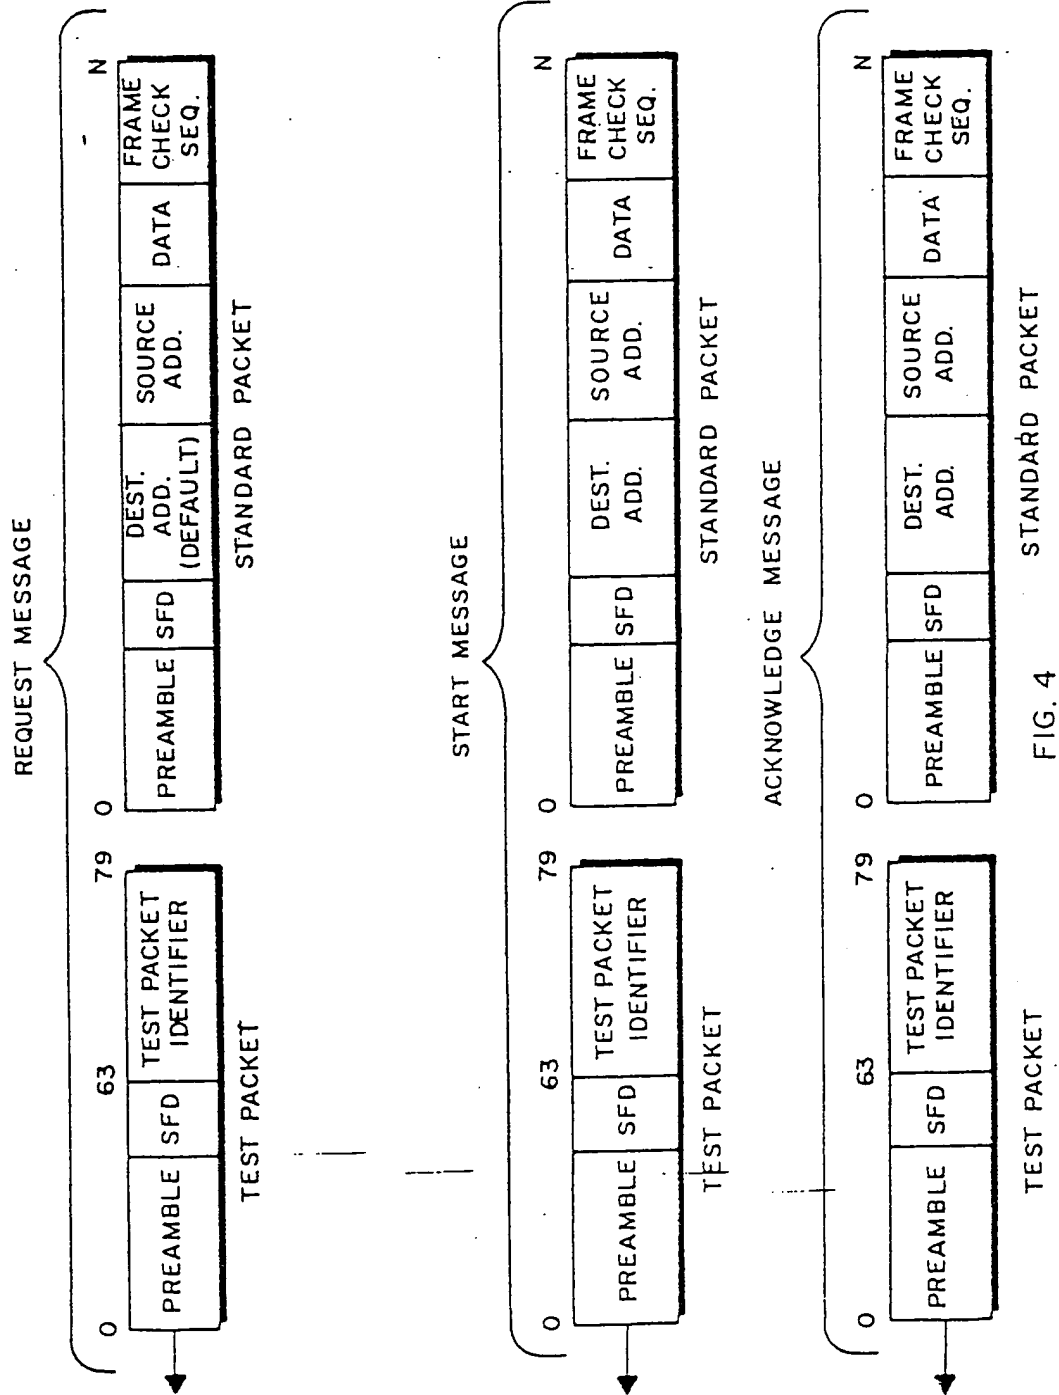 REQUEST MESSAGE
0 63 79 0 N
PREAMBLE SFD TEST PACKET IDENTIFIER
PREAMBLE SFD DEST. ADD. (DEFAULT) SOURCE ADD. DATA FRAME CHECK SEQ.
TEST PACKET STANDARD PACKET
START MESSAGE
0 63 79 0 N
PREAMBLE SFD TEST PACKET IDENTIFIER
PREAMBLE SFD DEST. ADD. SOURCE ADD. DATA FRAME CHECK SEQ.
TEST PACKET STANDARD PACKET
ACKNOWLEDGE MESSAGE
0 63 79 0 N
PREAMBLE SFD TEST PACKET IDENTIFIER
PREAMBLE SFD DEST. ADD. SOURCE ADD. DATA FRAME CHECK SEQ.
TEST PACKET STANDARD PACKET
FIG. 4